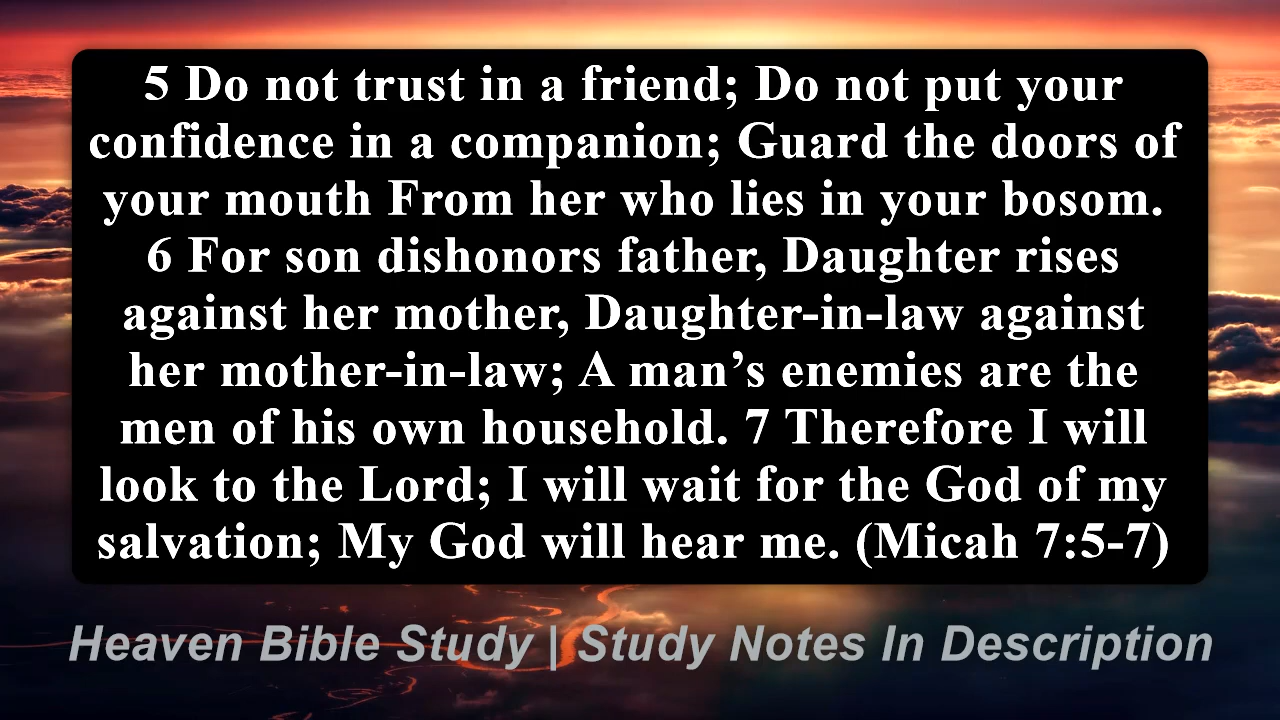 5 Do not trust in a friend; Do not put your
confidence in a companion; Guard the doors of
your mouth From her who lies in your bosom.
6 For son dishonors father, Daughter rises
against her mother, Daughter-in-law against
her mother-in-law; A man’s enemies are the
men of his own household. 7 Therefore I will
look to the Lord; I will wait for the God of my
salvation; My God will hear me. (Micah 7:5-7)
Heaven Bible Study | Study Notes In Description